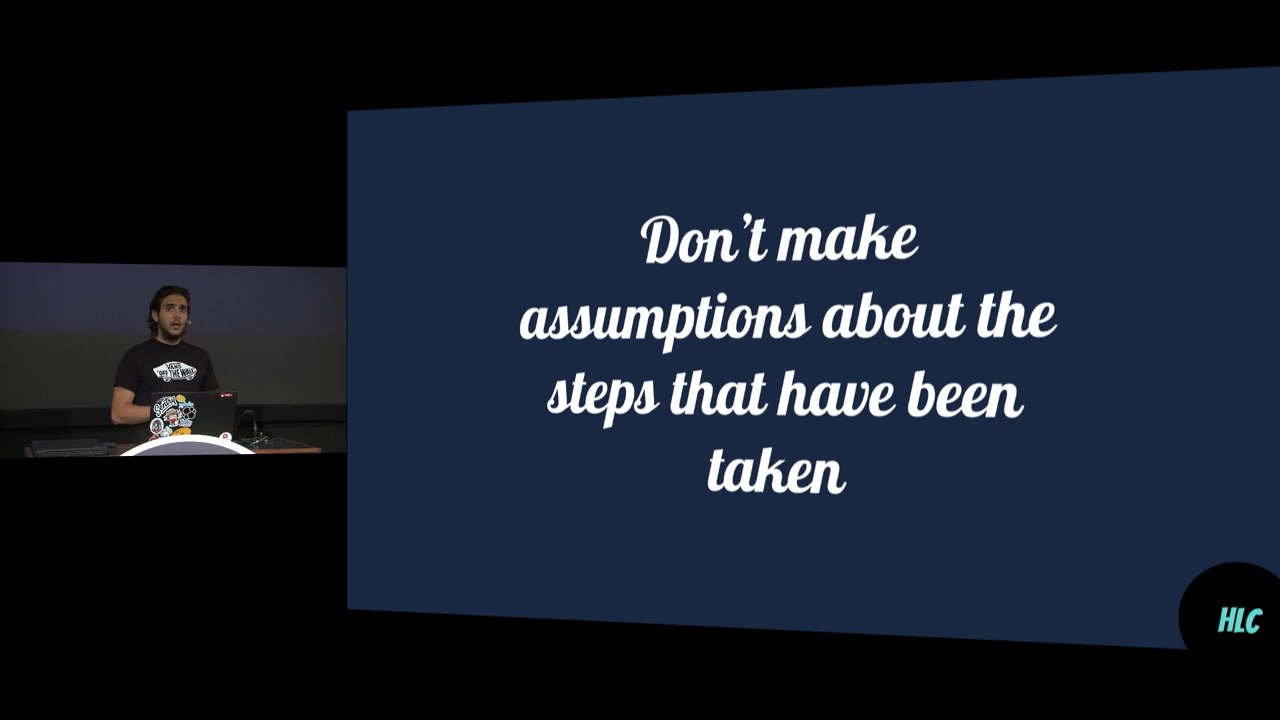 Don't make
assumptions about the
steps that have been
taken
HLC
VANS
"OFF THE WALL"